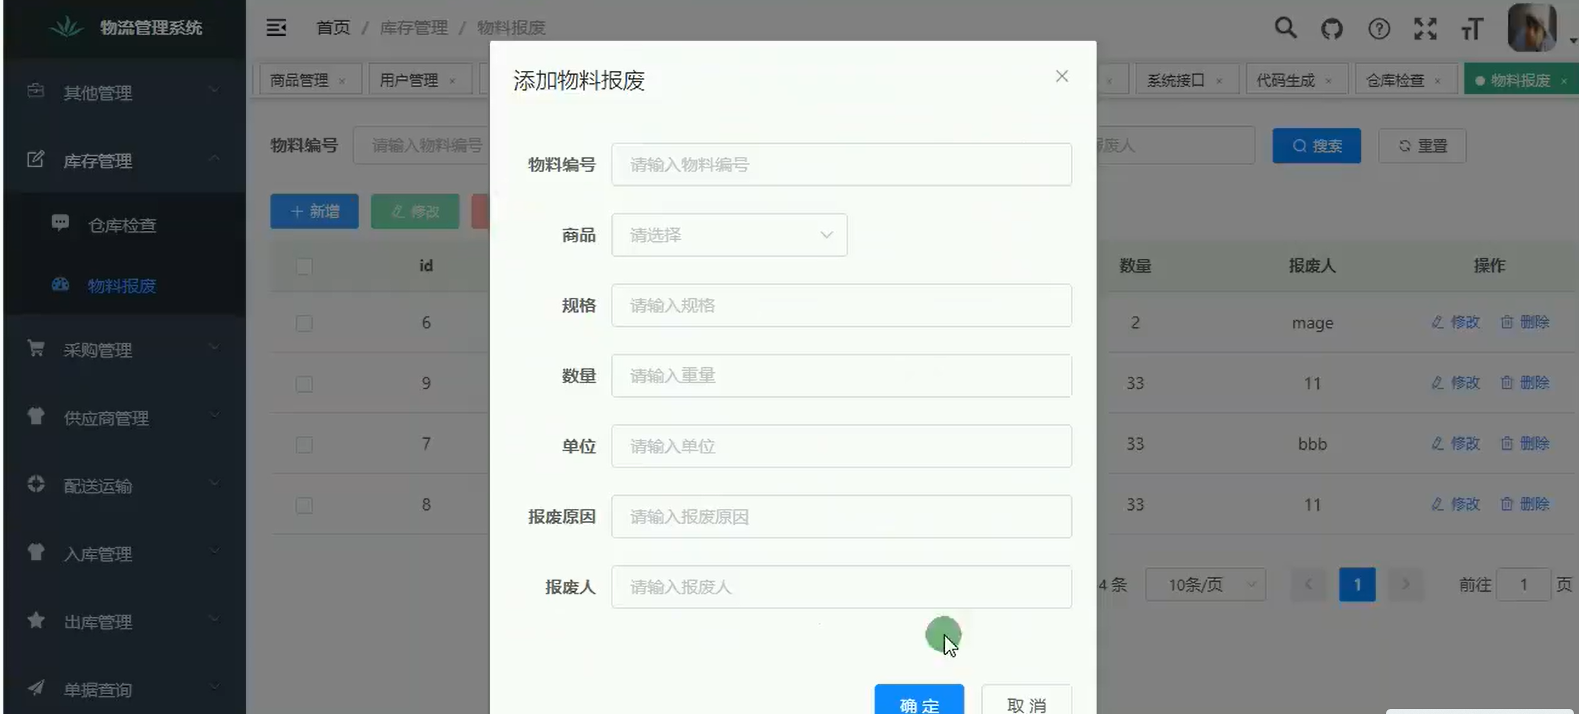 物流管理系统
首页 / 库存管理 / 物料报废
商品管理 ×
用户管理 ×
系统接口 ×
代码生成 ×
仓库检查 ×
物料报废 ×
其他管理
库存管理
仓库检查
物料报废
采购管理
供应商管理
配送运输
入库管理
出库管理
单据查询
物料编号 请输入物料编号
报废人
搜索
重置
新增
修改
id 数量 报废人 操作
6 2 mage 修改 删除
9 33 11 修改 删除
7 33 bbb 修改 删除
8 33 11 修改 删除
4 条 10条/页 1 前往 1 页
添加物料报废
物料编号 请输入物料编号
商品 请选择
规格 请输入规格
数量 请输入重量
单位 请输入单位
报废原因 请输入报废原因
报废人 请输入报废人
确 定
取 消